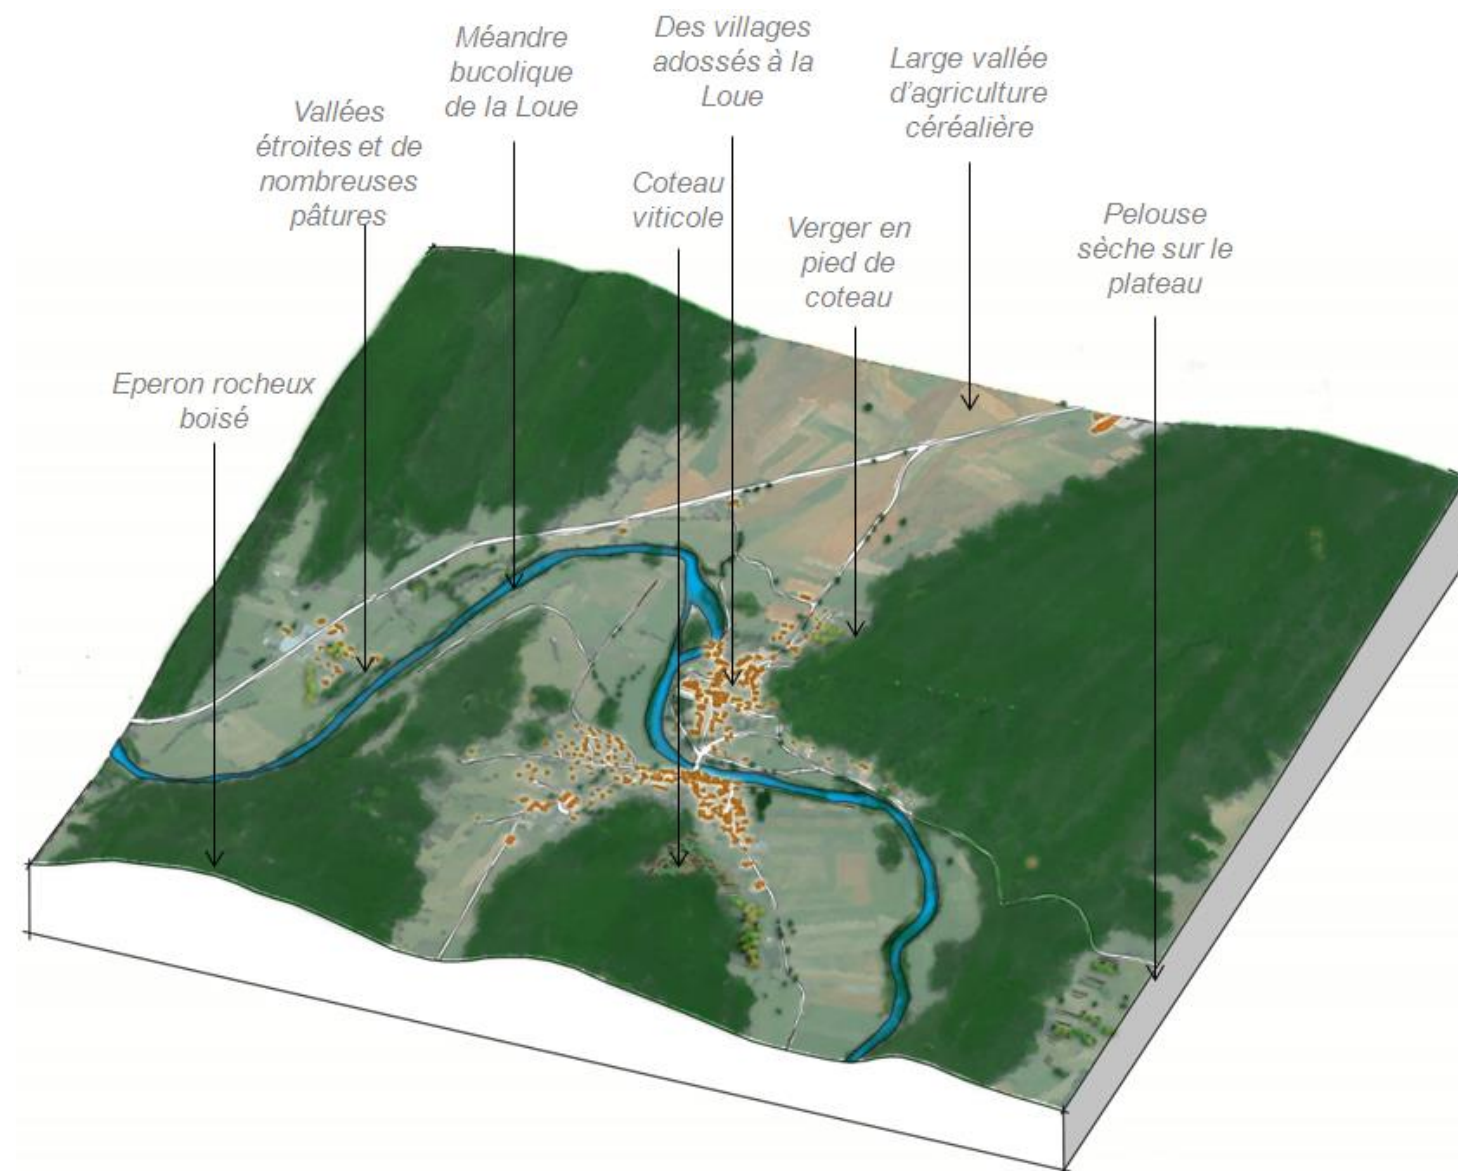 Méandre
bucolique
de la Loue
Des villages
adossés à la
Loue
Large vallée
d'agriculture
céréalière
Vallées
étroites et de
nombreuses
pâtures
Coteau
viticole
Verger en
pied de
coteau
Pelouse
sèche sur le
plateau
Eperon rocheux
boisé